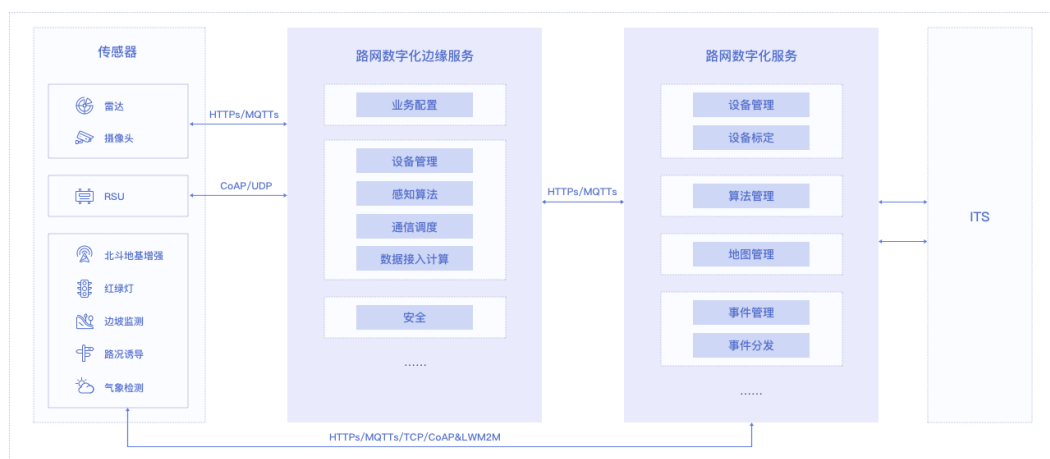 传感器
雷达
摄像头
RSU
北斗地基增强
红绿灯
边坡监测
路况诱导
气象检测
HTTPs/MQTTs
CoAP/UDP
路网数字化边缘服务
业务配置
设备管理
感知算法
通信调度
数据接入计算
安全
……
HTTPs/MQTTs
路网数字化服务
设备管理
设备标定
算法管理
地图管理
事件管理
事件分发
……
ITS
HTTPs/MQTTs/TCP/CoAP&LWM2M